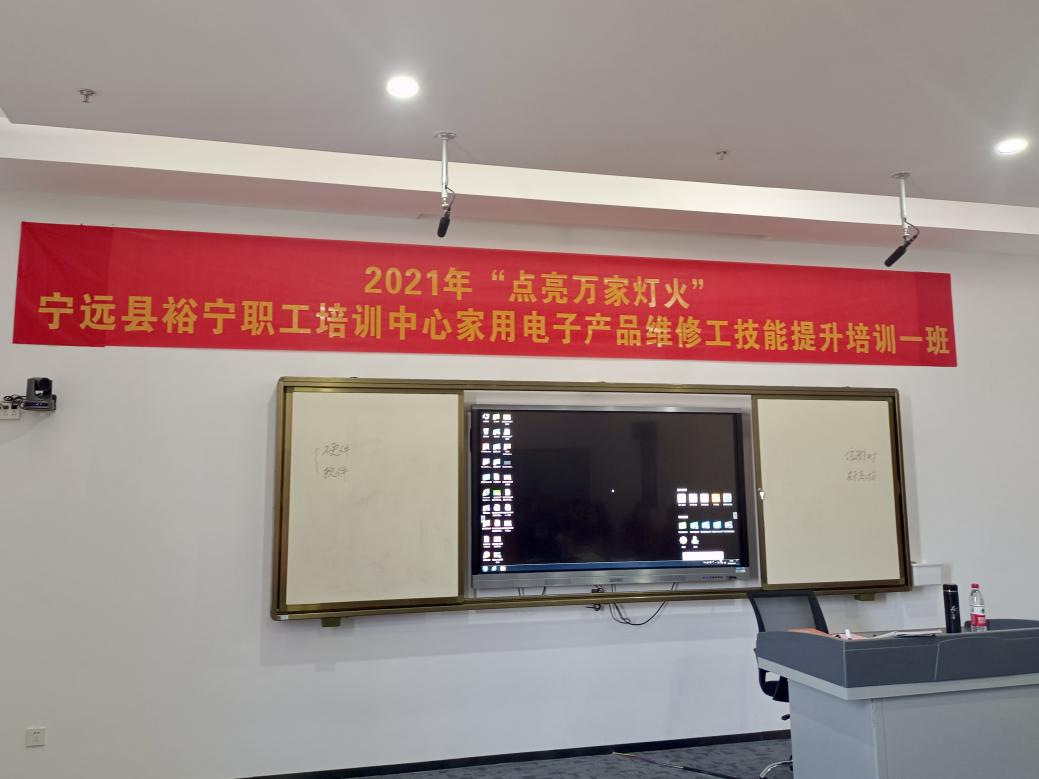 2021年“点亮万家灯火”
宁远县裕宁职工培训中心家用电子产品维修工技能提升培训一班
硬件
软件